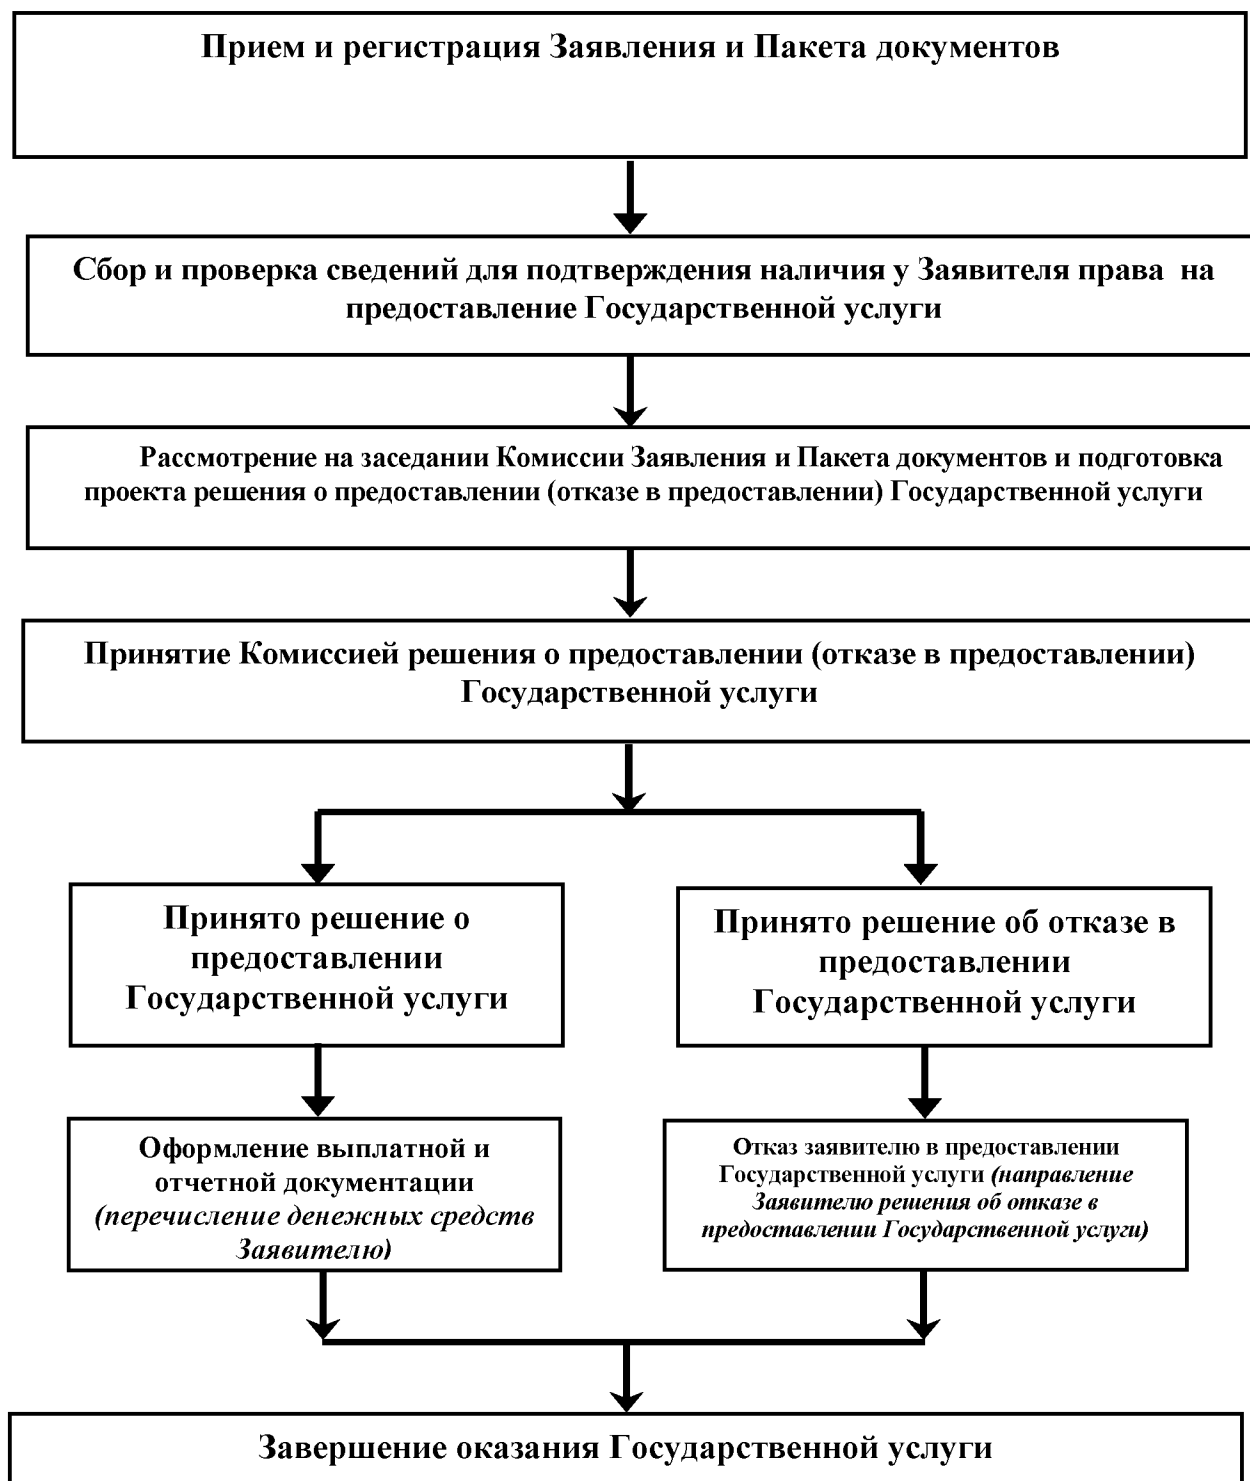 Прием и регистрация Заявления и Пакета документов
Сбор и проверка сведений для подтверждения наличия у Заявителя права на
предоставление Государственной услуги
Рассмотрение на заседании Комиссии Заявления и Пакета документов и подготовка
проекта решения о предоставлении (отказе в предоставлении) Государственной услуги
Принятие Комиссией решения о предоставлении (отказе в предоставлении)
Государственной услуги
Принято решение о
предоставлении
Государственной услуги
Принято решение об отказе в
предоставлении
Государственной услуги
Оформление выплатной и
отчетной документации
(перечисление денежных средств
Заявителю)
Отказ заявителю в предоставлении
Государственной услуги (направление
Заявителю решения об отказе в
предоставлении Государственной услуги)
Завершение оказания Государственной услуги